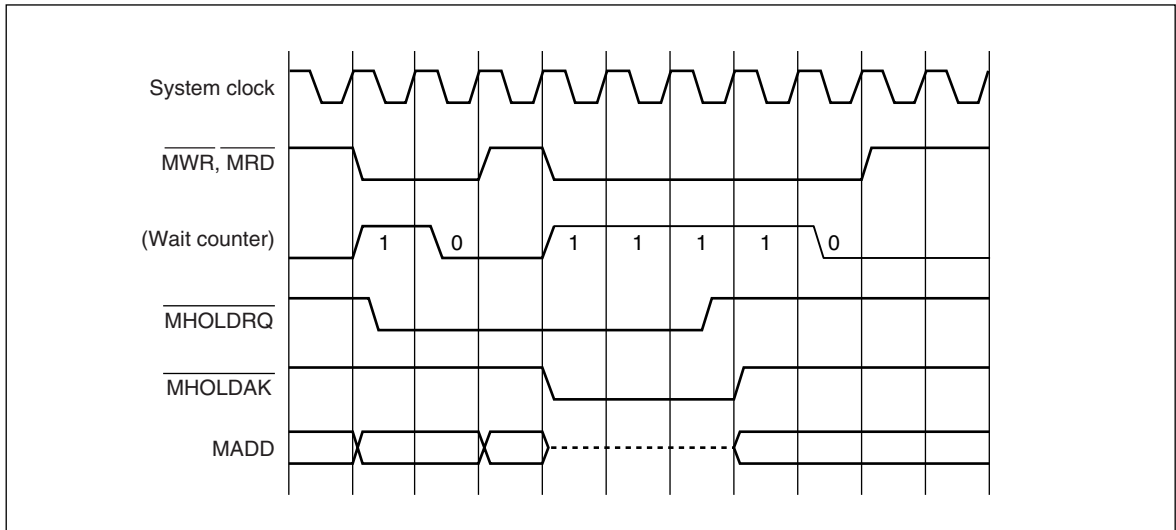 System clock
MWR, MRD
(Wait counter)
1 0 1 1 1 1 0
MHOLDRQ
MHOLDAK
MADD